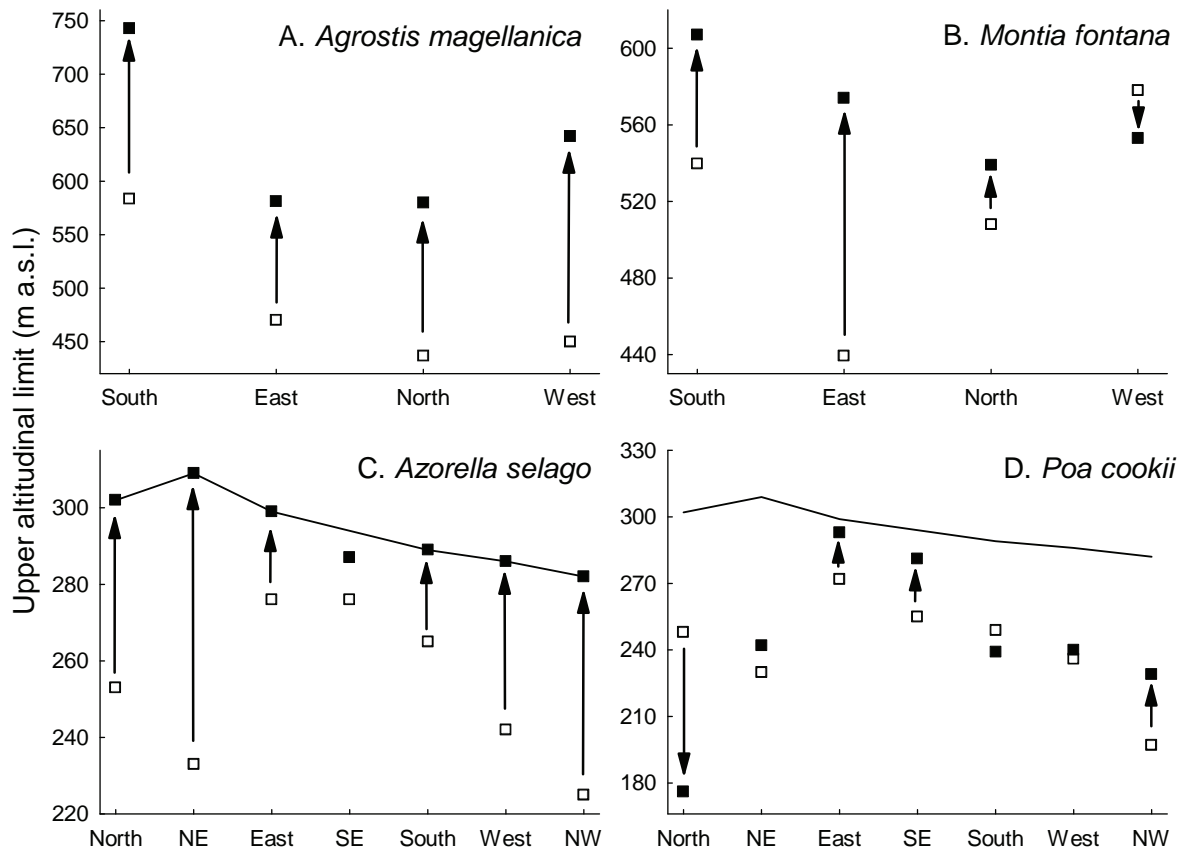 Upper altitudinal limit (m a.s.l.)
A. Agrostis magellanica
750
700
650
600
550
500
450
South East North West
B. Montia fontana
600
560
520
480
440
South East North West
C. Azorella selago
300
280
260
240
220
North NE East SE South West NW
D. Poa cookii
330
300
270
240
210
180
North NE East SE South West NW